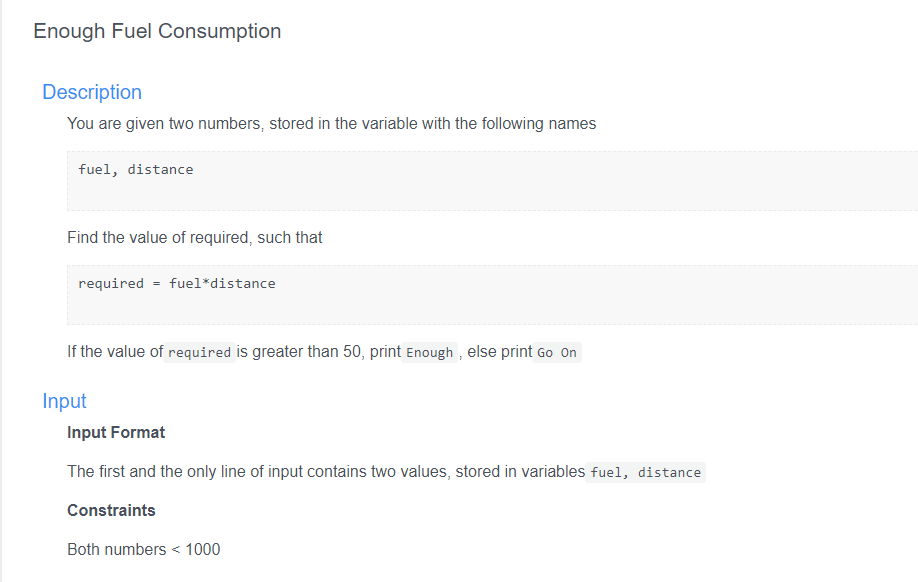 Enough Fuel Consumption
Description
You are given two numbers, stored in the variable with the following names
fuel, distance
Find the value of required, such that
required = fuel*distance
If the value of required is greater than 50, print Enough , else print Go On
Input
Input Format
The first and the only line of input contains two values, stored in variables fuel, distance
Constraints
Both numbers < 1000